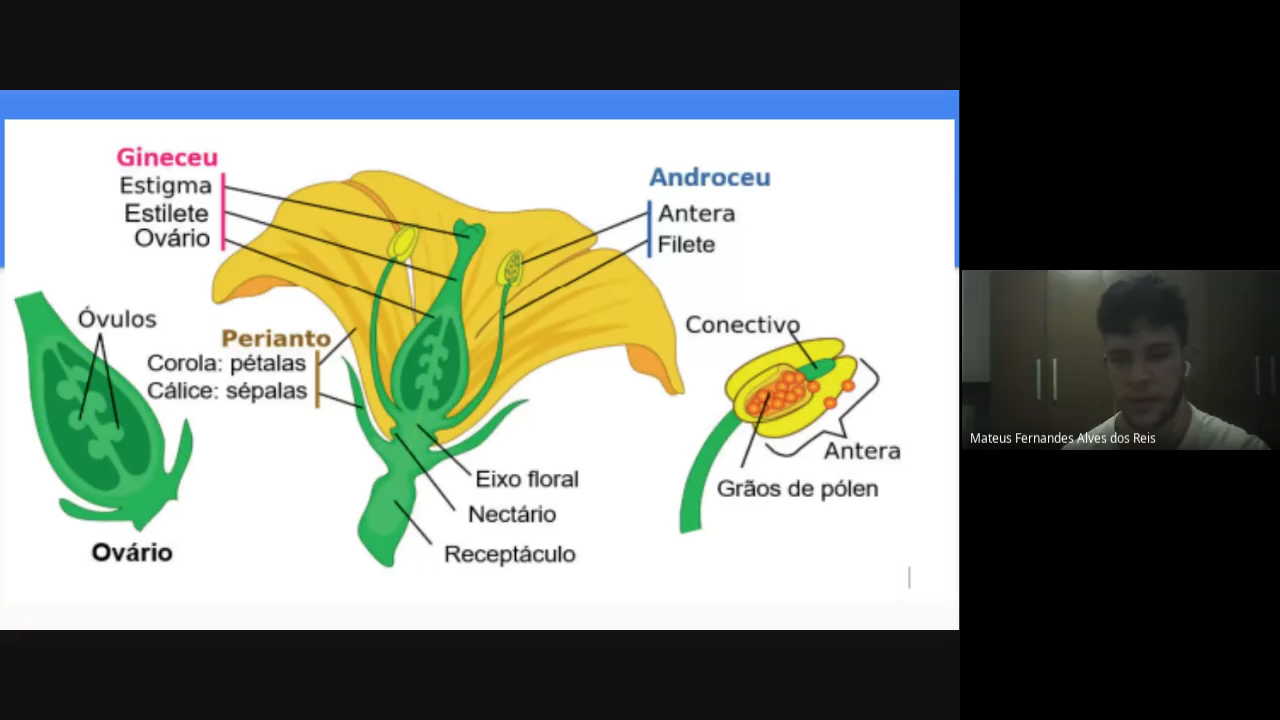 Gineceu
Estigma
Estilete
Ovário
Androceu
Antera
Filete
Óvulos
Perianto
Corola: pétalas
Cálice: sépalas
Conectivo
Antera
Grãos de pólen
Eixo floral
Nectário
Receptáculo
Ovário
Mateus Fernandes Alves dos Reis